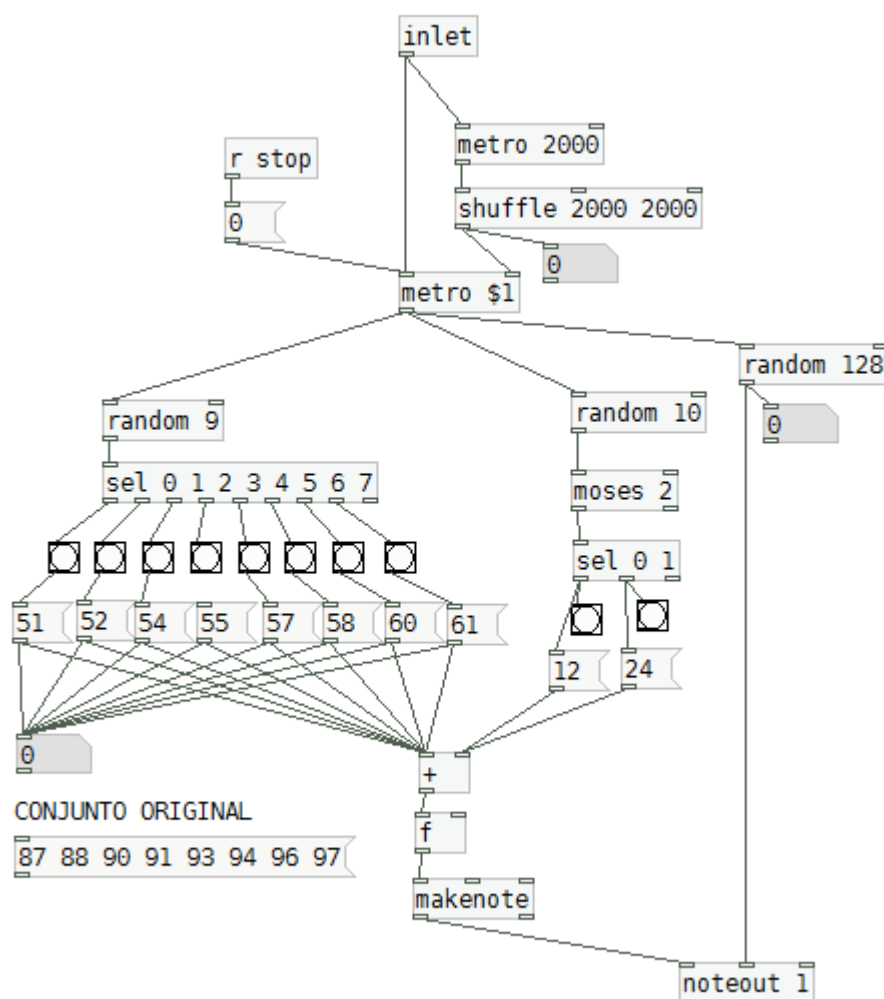 inlet
metro 2000
r stop
shuffle 2000 2000
0
0
metro $1
random 128
random 9
random 10
0
sel 0 1 2 3 4 5 6 7
moses 2
sel 0 1
51 52 54 55 57 58 60 61
12 24
0
+
CONJUNTO ORIGINAL
f
87 88 90 91 93 94 96 97
makenote
noteout 1